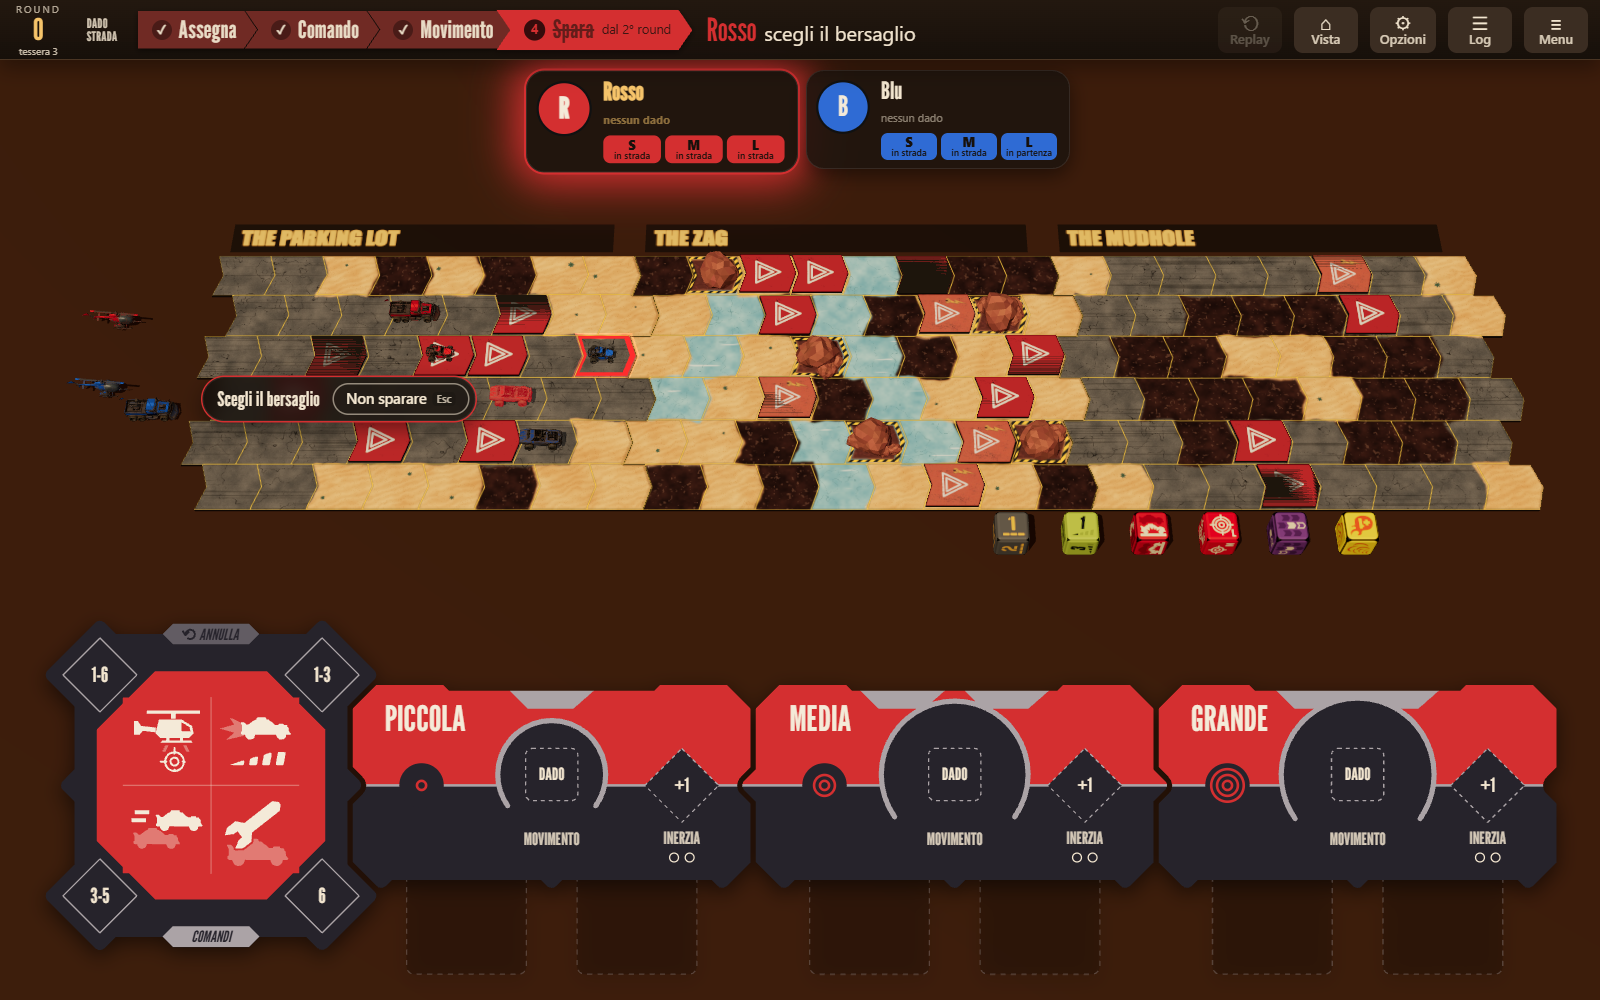 ROUND
0
tessera 3
DADO
STRADA
✓ Assegna
✓ Comando
✓ Movimento
4 Spara dal 2° round
Rosso scegli il bersaglio
Replay
Vista
Opzioni
Log
Menu
R
Rosso
nessun dado
S
in strada
M
in strada
L
in strada
B
Blu
nessun dado
S
in strada
M
in strada
L
in partenza
THE PARKING LOT
THE ZAG
THE MUDHOLE
Scegli il bersaglio
Non sparare Esc
1
1
ANNULLA
1-6
1-3
3-5
6
COMANDI
PICCOLA
DADO
+1
MOVIMENTO
INERZIA
MEDIA
DADO
+1
MOVIMENTO
INERZIA
GRANDE
DADO
+1
MOVIMENTO
INERZIA